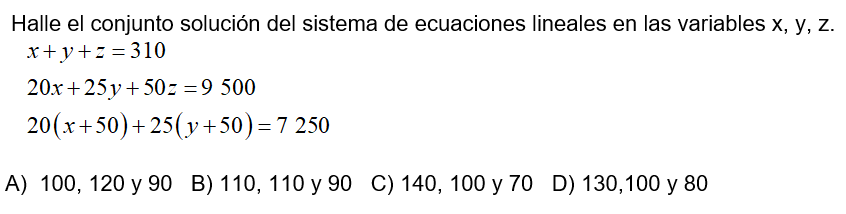 Halle el conjunto solución del sistema de ecuaciones lineales en las variables x, y, z.
x + y + z = 310
20x + 25y + 50z = 9 500
20(x + 50) + 25(y + 50) = 7 250
A) 100, 120 y 90 B) 110, 110 y 90 C) 140, 100 y 70 D) 130,100 y 80